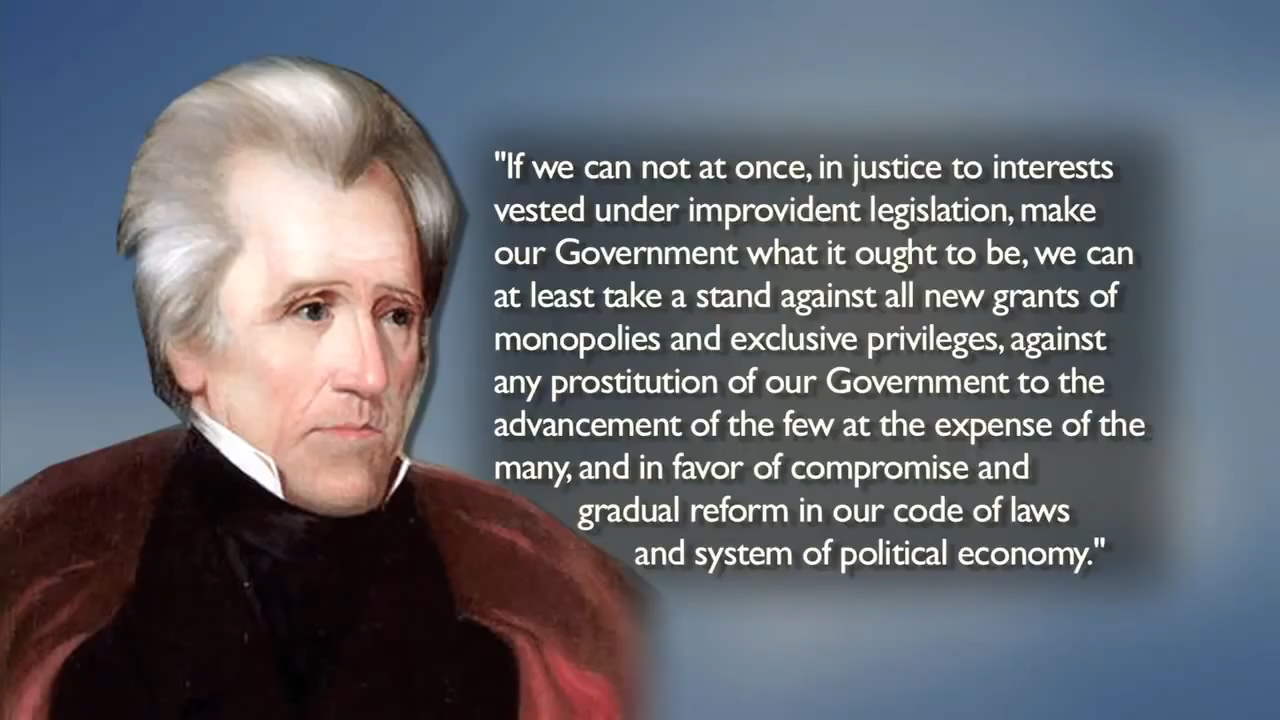 "If we can not at once, in justice to interests
vested under improvident legislation, make
our Government what it ought to be, we can
at least take a stand against all new grants of
monopolies and exclusive privileges, against
any prostitution of our Government to the
advancement of the few at the expense of the
many, and in favor of compromise and
gradual reform in our code of laws
and system of political economy."